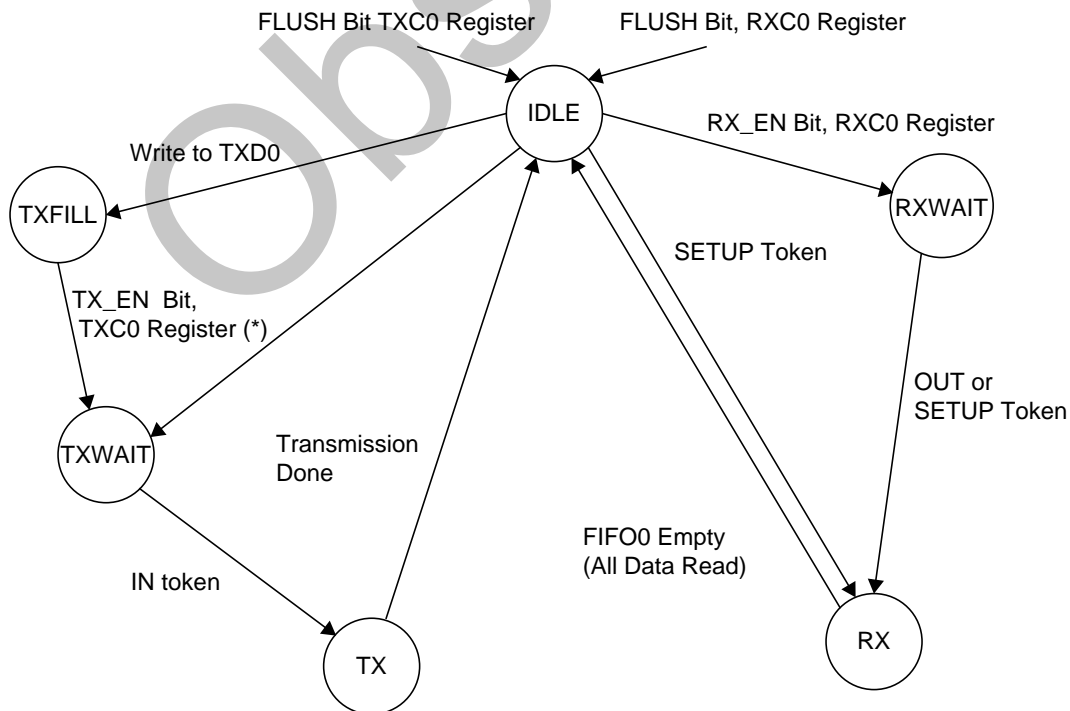 FLUSH Bit TXC0 Register
FLUSH Bit, RXC0 Register
IDLE
RX_EN Bit, RXC0 Register
Write to TXD0
TXFILL
RXWAIT
SETUP Token
TX_EN Bit,
TXC0 Register (*)
OUT or
SETUP Token
TXWAIT
Transmission
Done
FIFO0 Empty
(All Data Read)
IN token
TX
RX
Obs